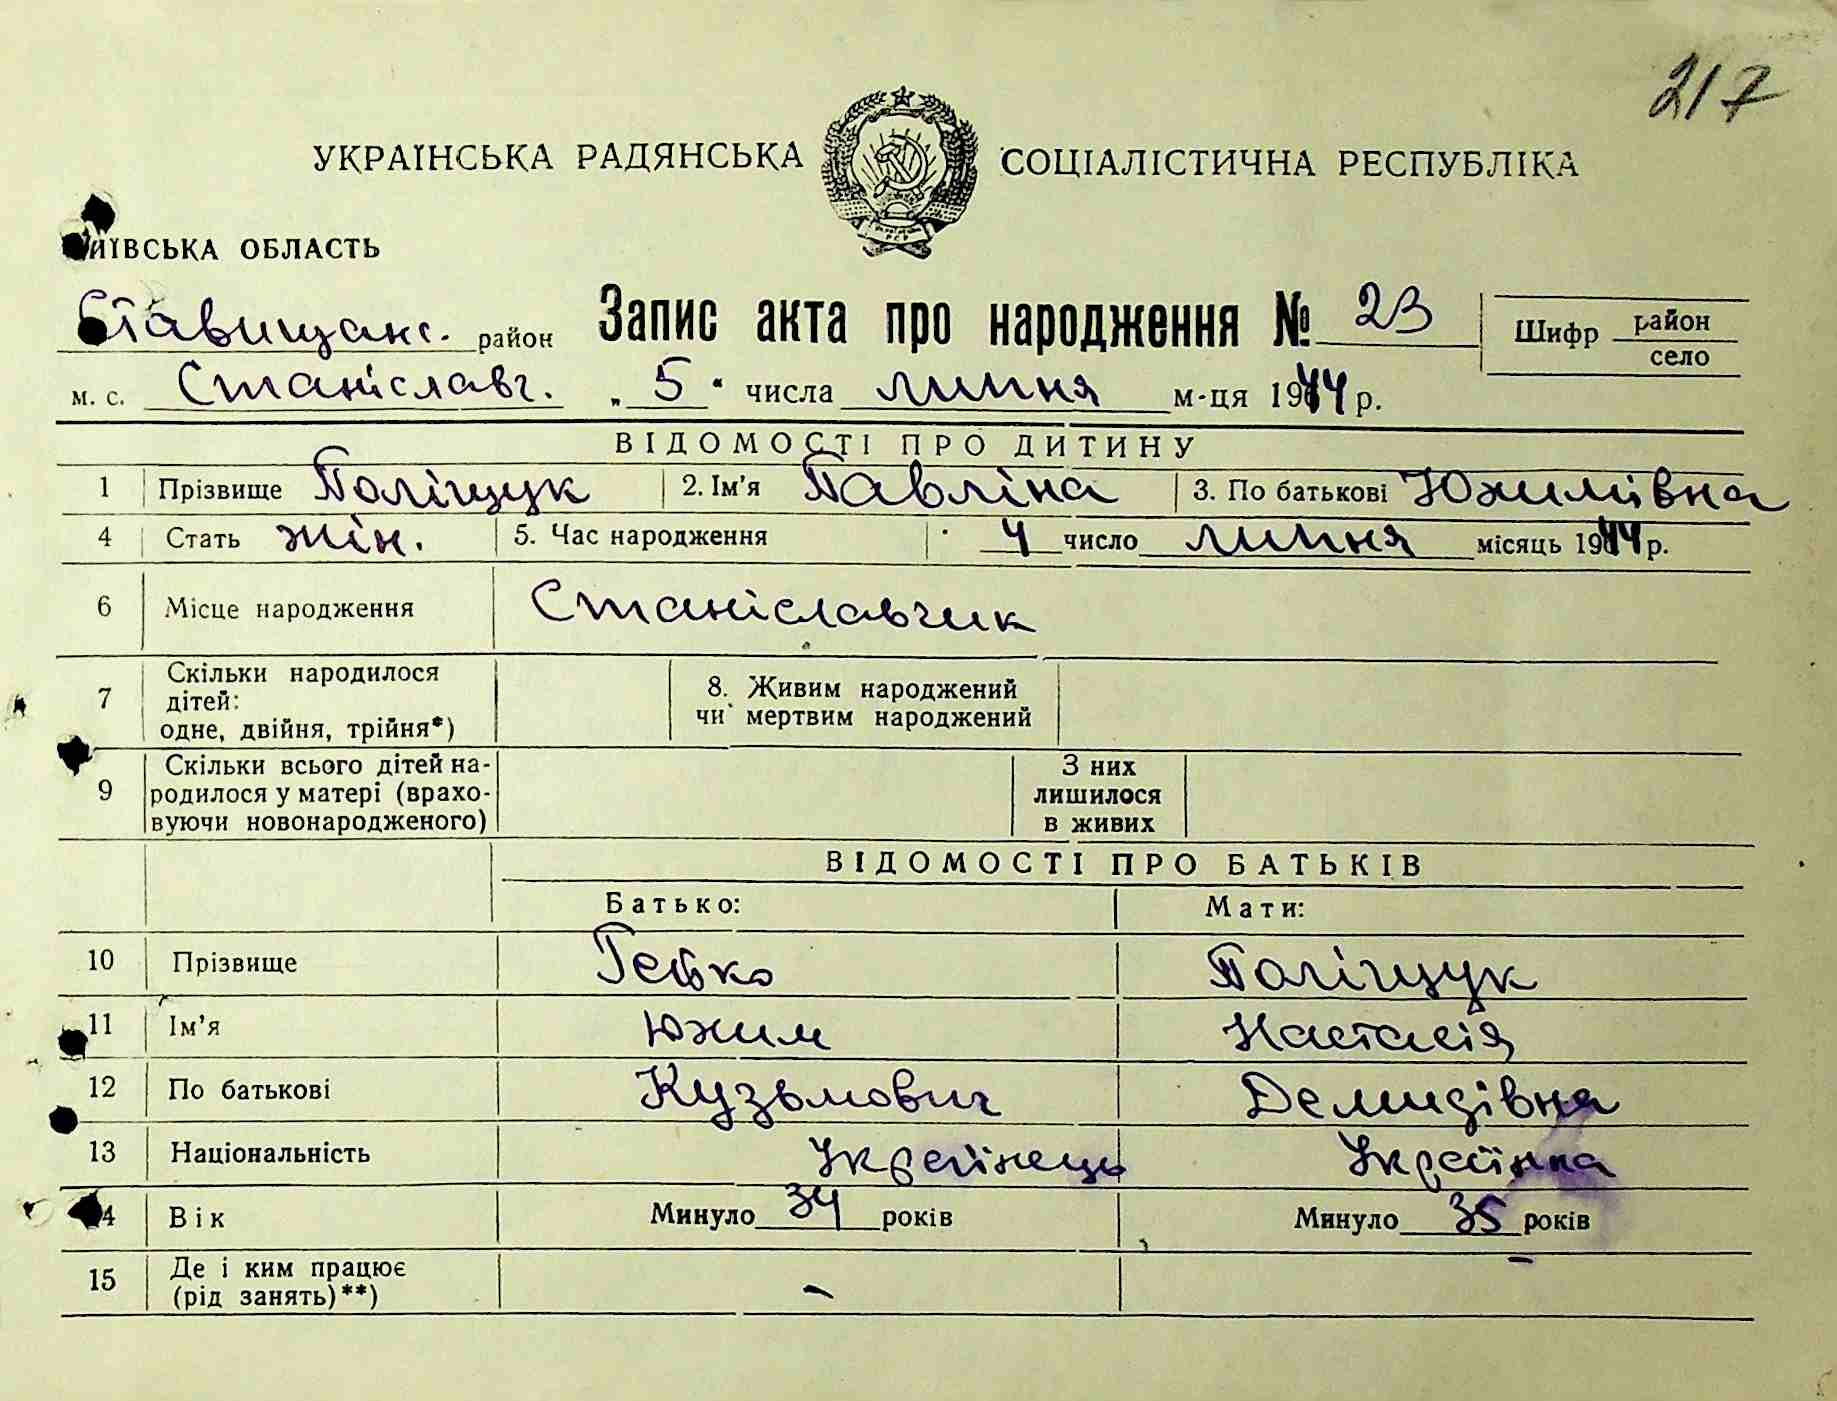 217
УКРАЇНСЬКА РАДЯНСЬКА СОЦІАЛІСТИЧНА РЕСПУБЛІКА
КИЇВСЬКА ОБЛАСТЬ
Ставищанс. район Запис акта про народження № 23 Шифр район село
м. с. Станіславч. „5“ числа липня м-ця 1944 р.
ВІДОМОСТІ ПРО ДИТИНУ
1 Прізвище Поліщук 2. Ім'я Павліна 3. По батькові Юхимівна
4 Стать жін. 5. Час народження 4 число липня місяць 1944 р.
6 Місце народження Станіславчик
7 Скільки народилося дітей: одне, двійня, трійня*) 8. Живим народжений чи мертвим народжений
9 Скільки всього дітей народилося у матері (враховуючи новонародженого) З них лишилося в живих
ВІДОМОСТІ ПРО БАТЬКІВ
Батько: Мати:
10 Прізвище Поліщук
11 Ім'я Юхим Настасія
12 По батькові Кузьмович Демидівна
13 Національність Українець Українка
14 Вік Минуло 34 років Минуло 35 років
15 Де і ким працює (рід занять)**) – –